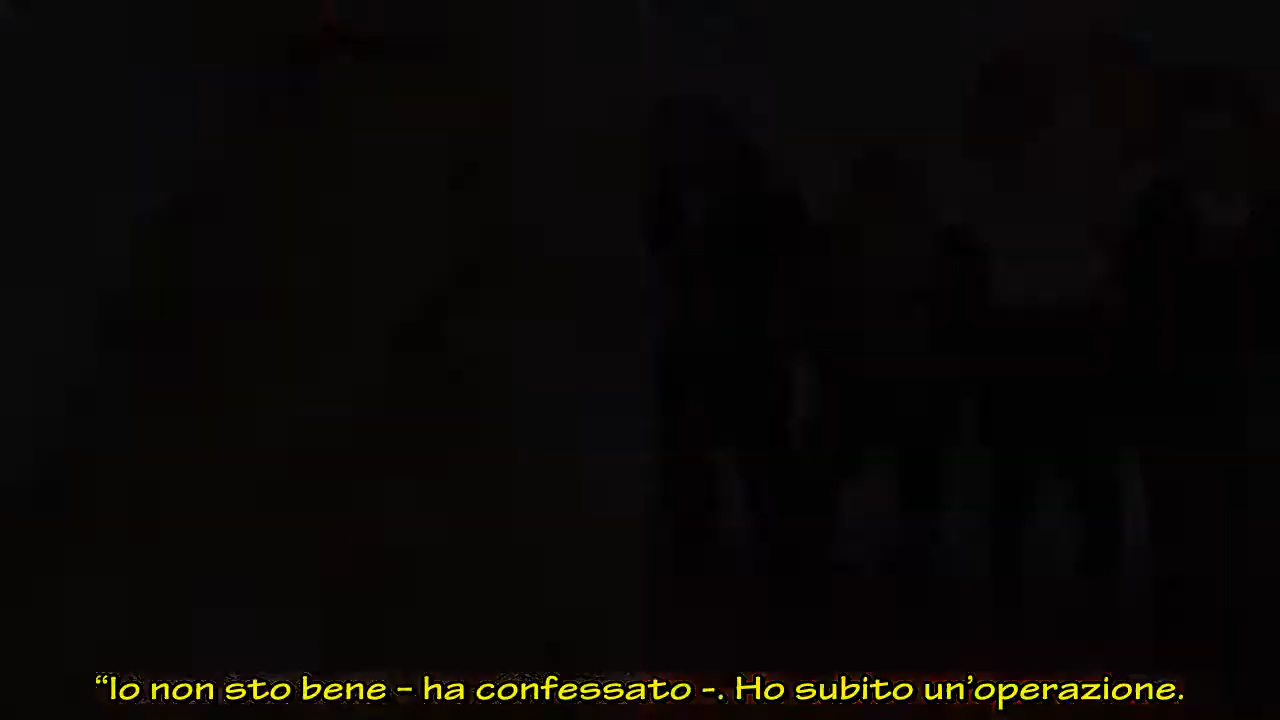 “Io non sto bene – ha confessato -. Ho subito un’operazione.